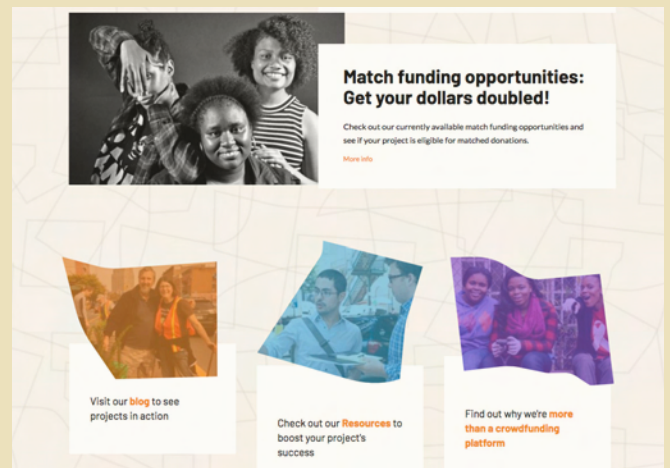 Match funding opportunities:
Get your dollars doubled!
Check out our currently available match funding opportunities and
see if your project is eligible for matched donations.
More info
Visit our blog to see
projects in action
Check out our Resources to
boost your project's
success
Find out why we're more
than a crowdfunding
platform